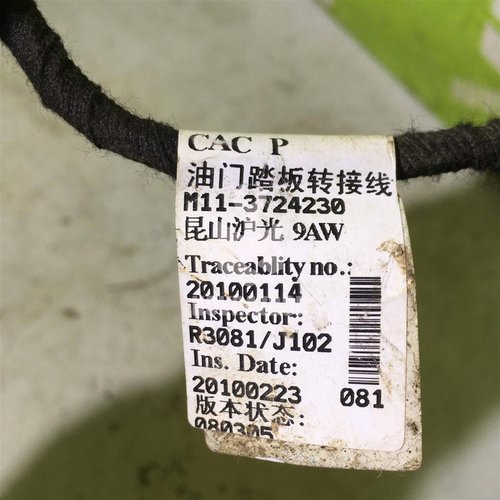 CAC P
油门踏板转接线
M11-3724230
昆山沪光 9AW
Traceablity no.:
20100114
Inspector:
R3081/J102
Ins. Date:
20100223
081
版本状态:
080305